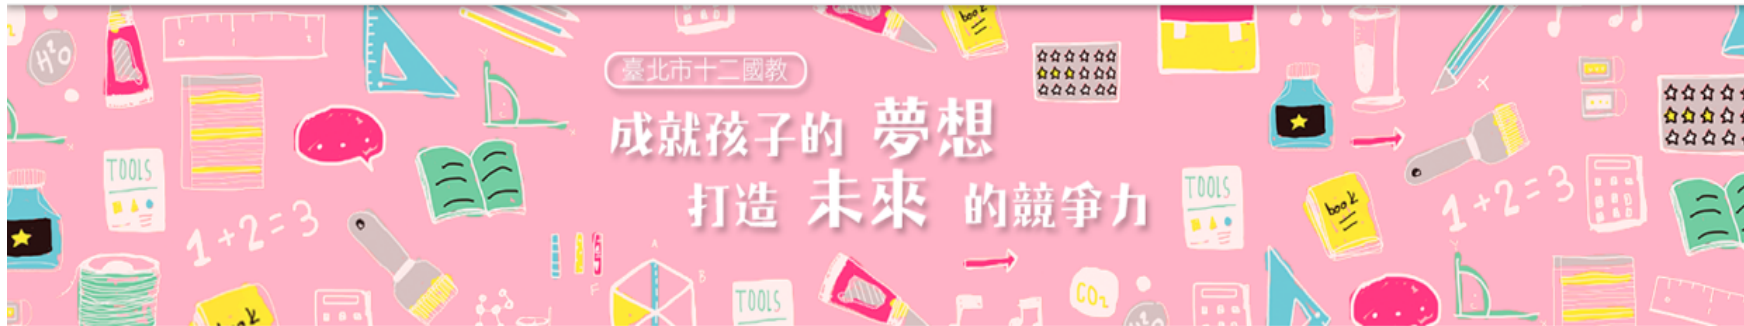 臺北市十二國教
成就孩子的 夢想
打造 未來 的競爭力
H2O
book
TOOLS
1+2=3
book
TOOLS
A
B
F
CO2
TOOLS
book
1+2=3